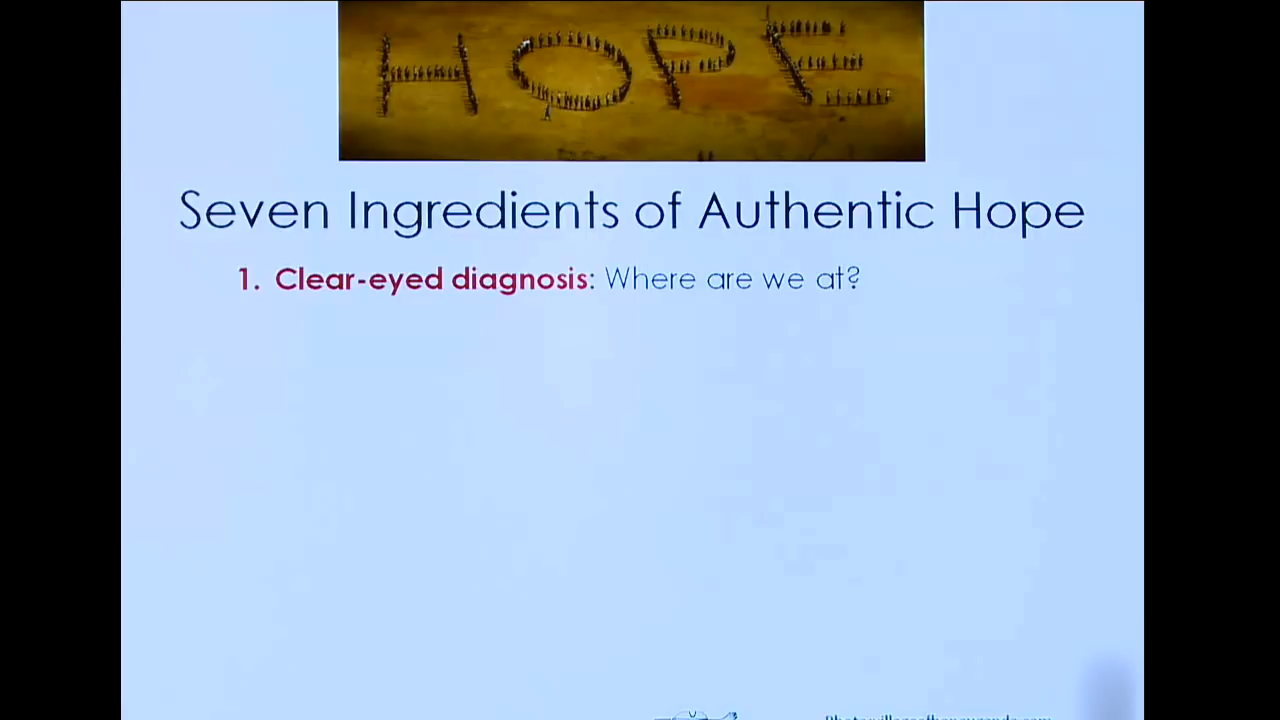 HOPE
Seven Ingredients of Authentic Hope
1. Clear-eyed diagnosis: Where are we at?